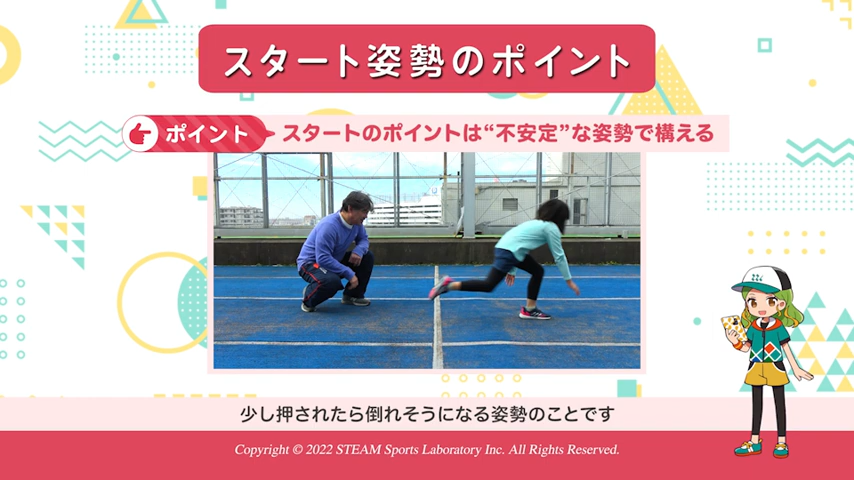 スタート姿勢のポイント
ポイント
スタートのポイントは“不安定”な姿勢で構える
少し押されたら倒れそうになる姿勢のことです
Copyright © 2022 STEAM Sports Laboratory Inc. All Rights Reserved.